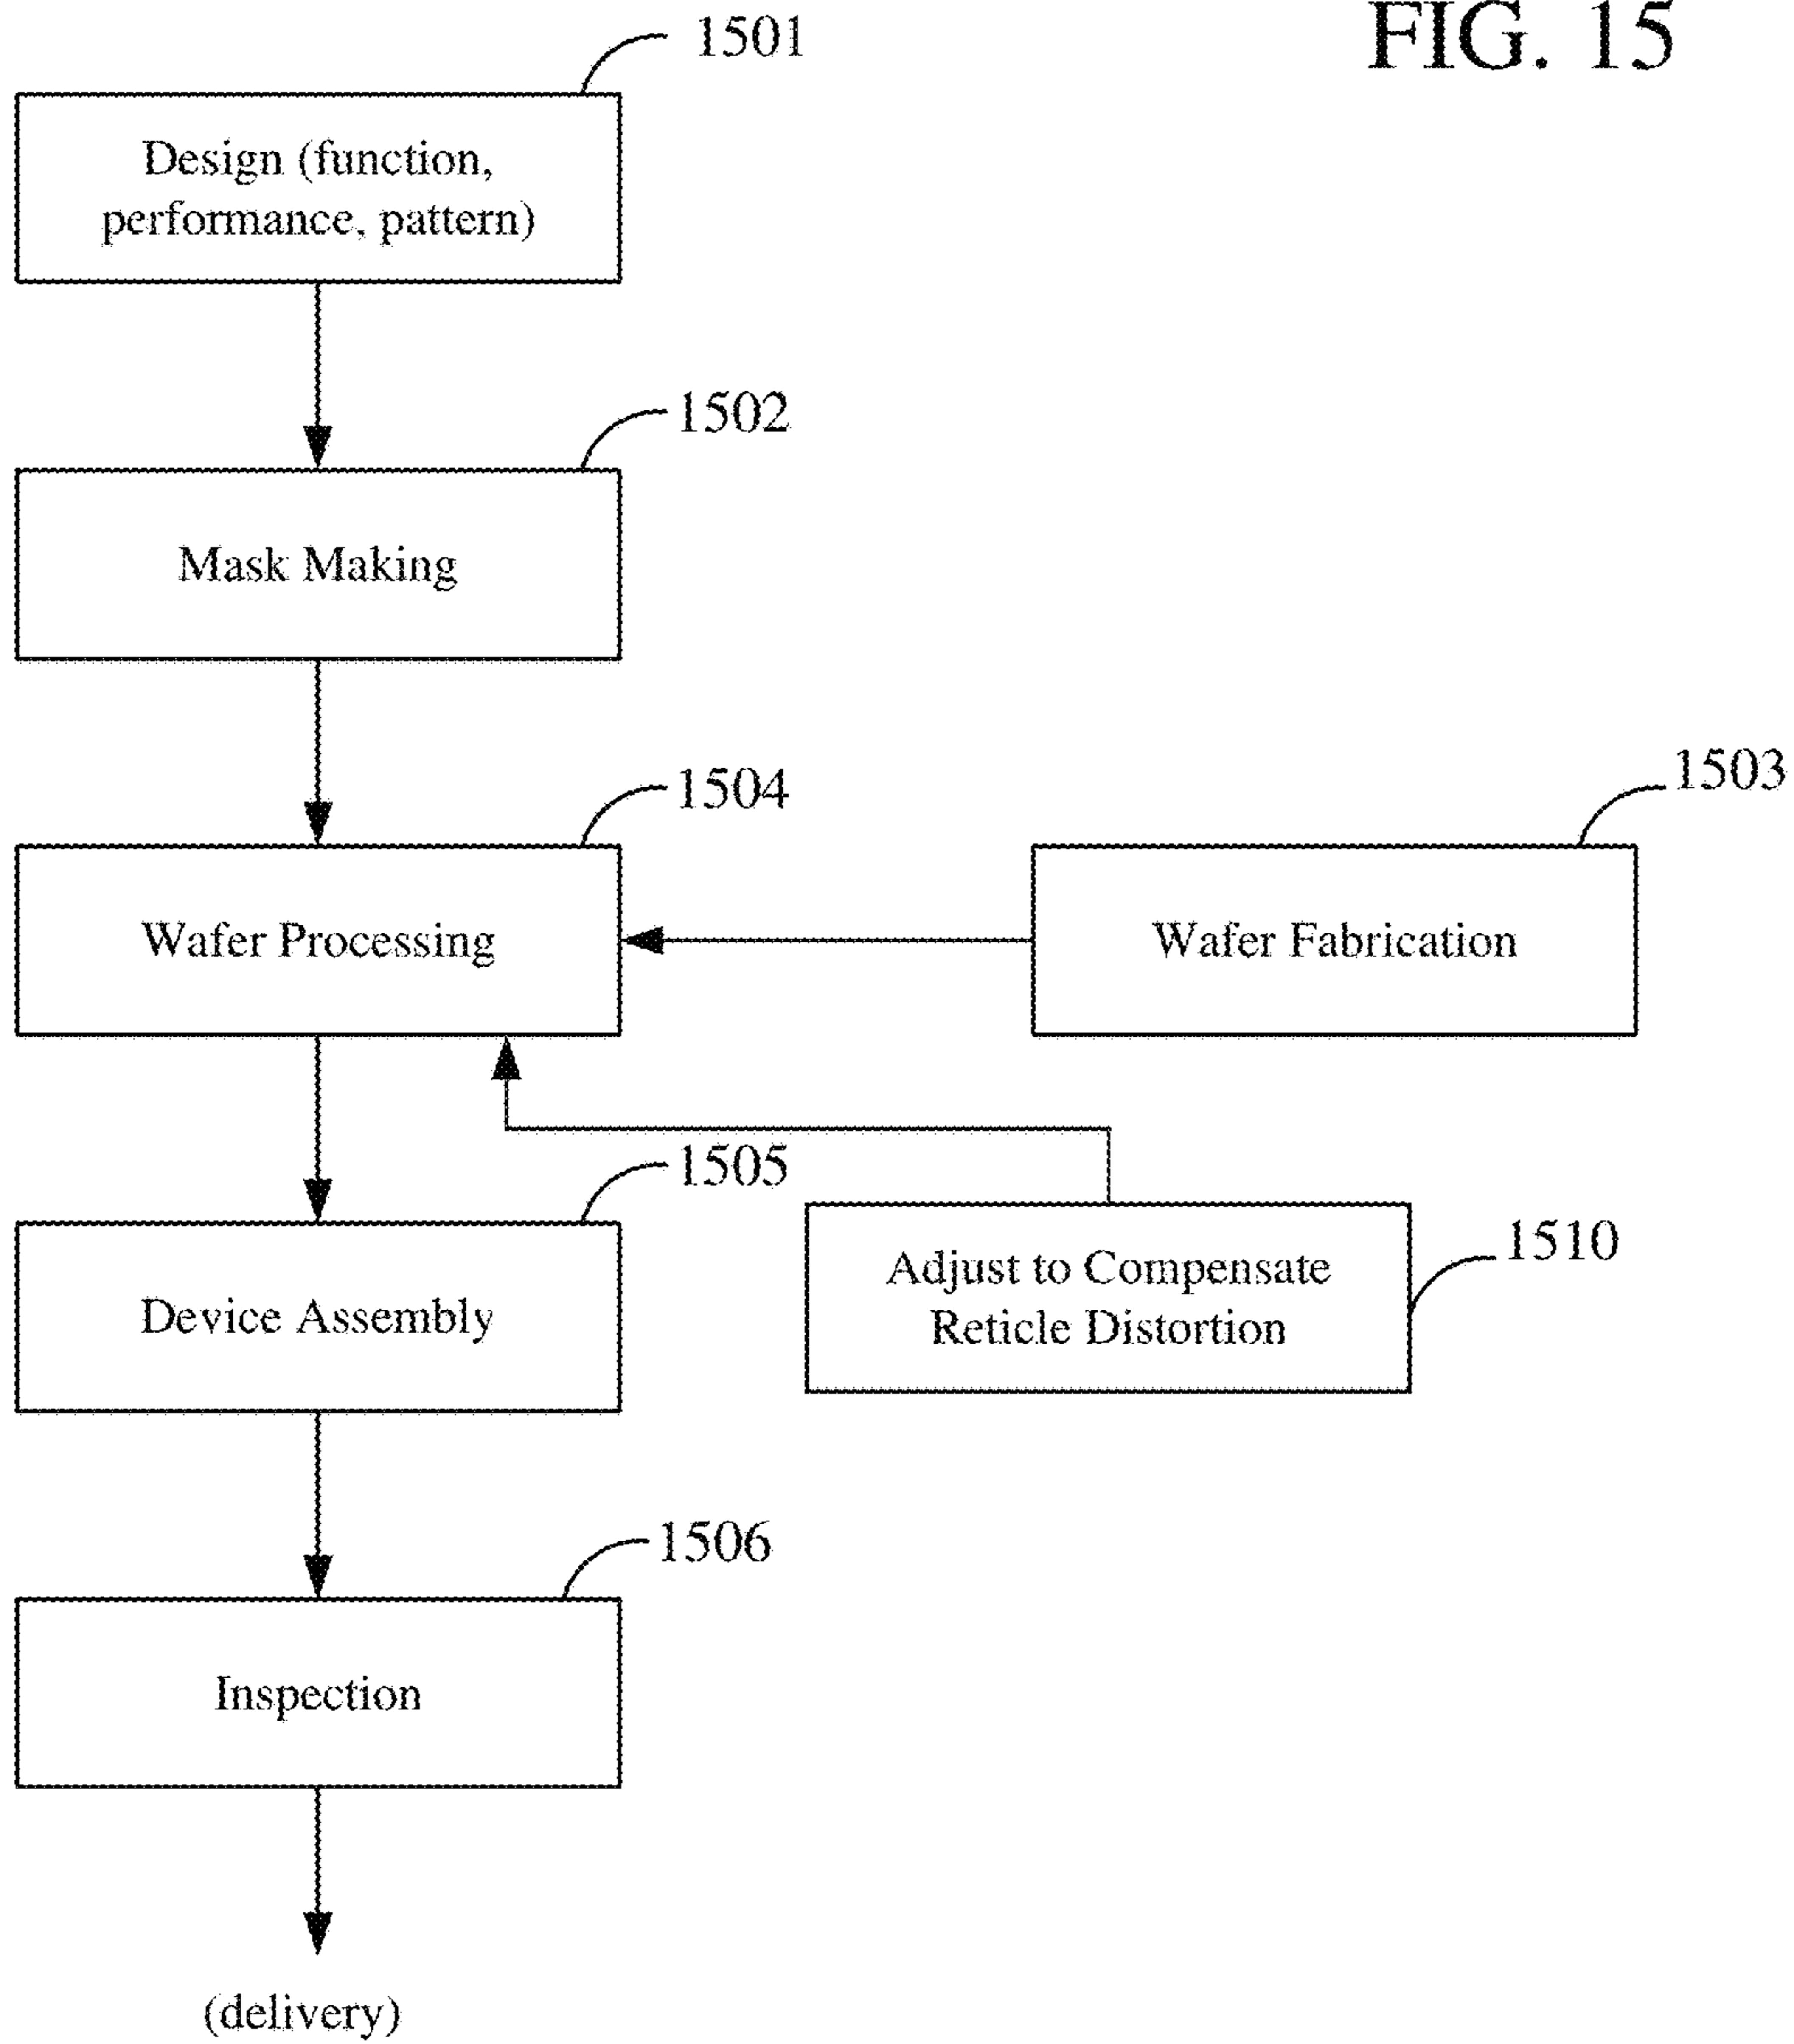 FIG. 15
1501
Design (function,
performance, pattern)
1502
Mask Making
1504
Wafer Processing
1503
Wafer Fabrication
1505
Device Assembly
1510
Adjust to Compensate
Reticle Distortion
1506
Inspection
(delivery)